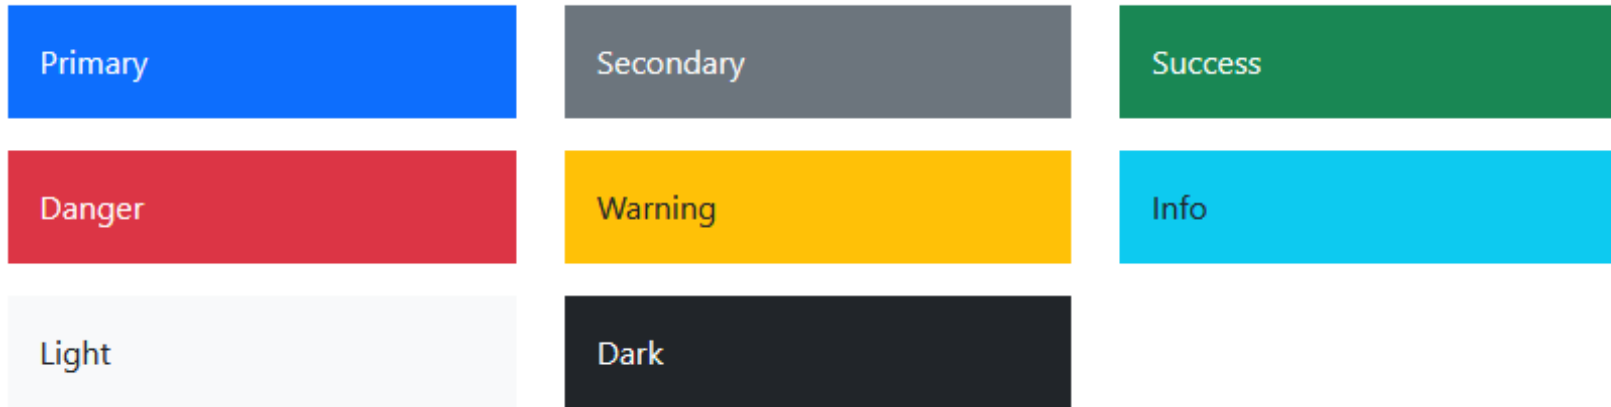 Primary
Secondary
Success
Danger
Warning
Info
Light
Dark